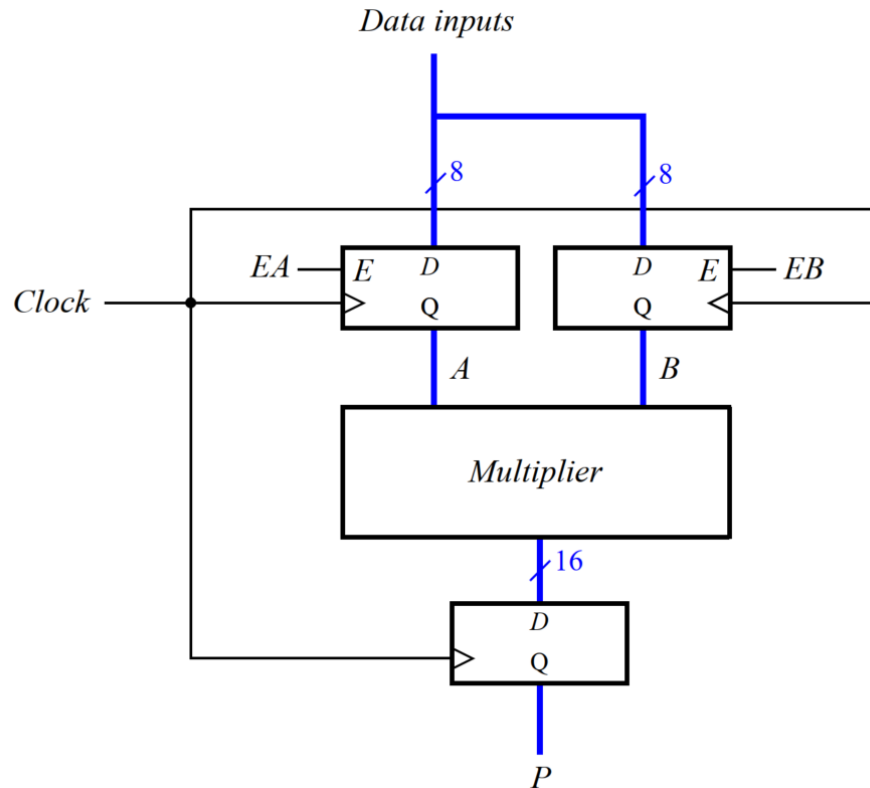 Data inputs
8 8
EA E D D E EB
Clock Q Q
A B
Multiplier
16
D
Q
P